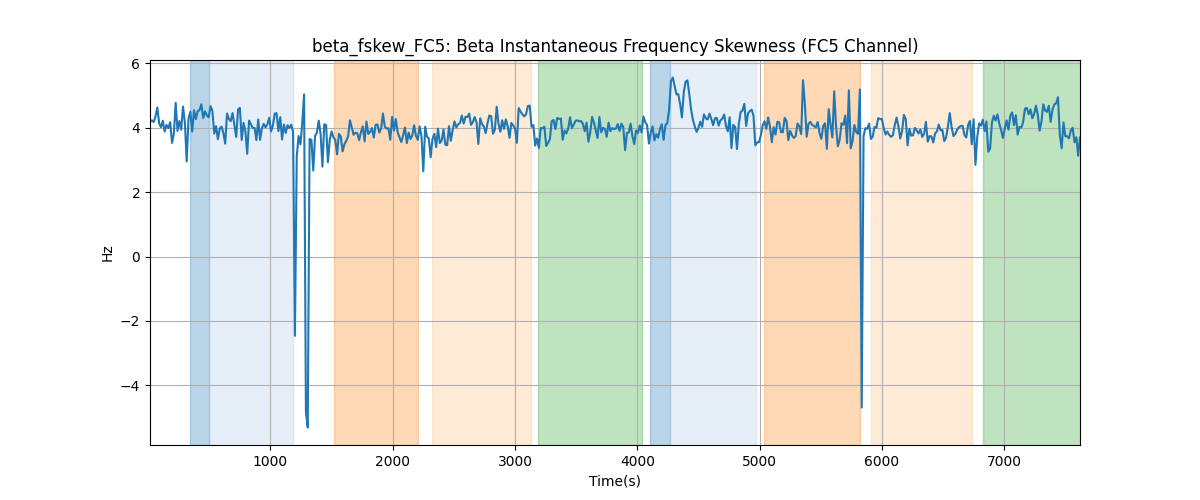 beta_fskew_FC5: Beta Instantaneous Frequency Skewness (FC5 Channel)
6
4
2
0
−2
−4
Hz
1000 2000 3000 4000 5000 6000 7000
Time(s)